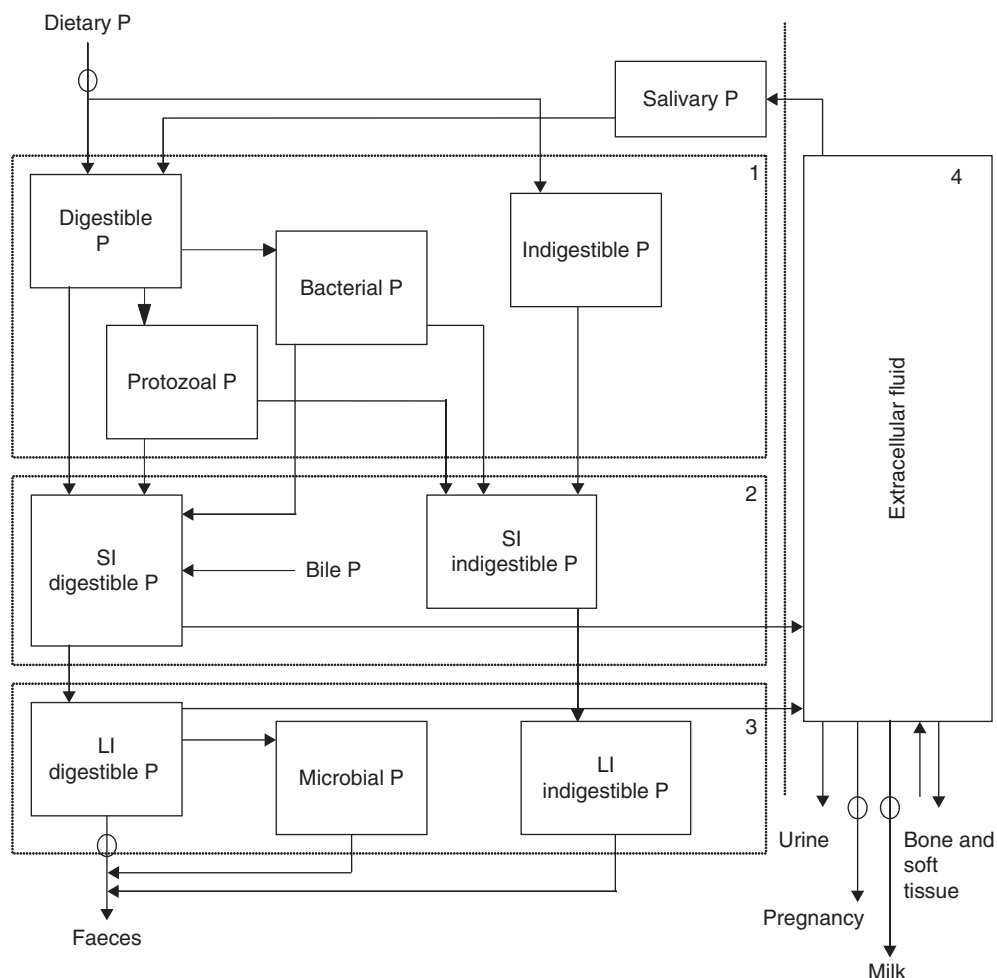 Dietary P
Salivary P
1
4
Digestible
P
Indigestible P
Bacterial P
Protozoal P
Extracellular fluid
2
SI
digestible P
SI
indigestible P
Bile P
3
LI
digestible P
Microbial P
LI
indigestible P
Urine
Bone and
soft
tissue
Pregnancy
Faeces
Milk